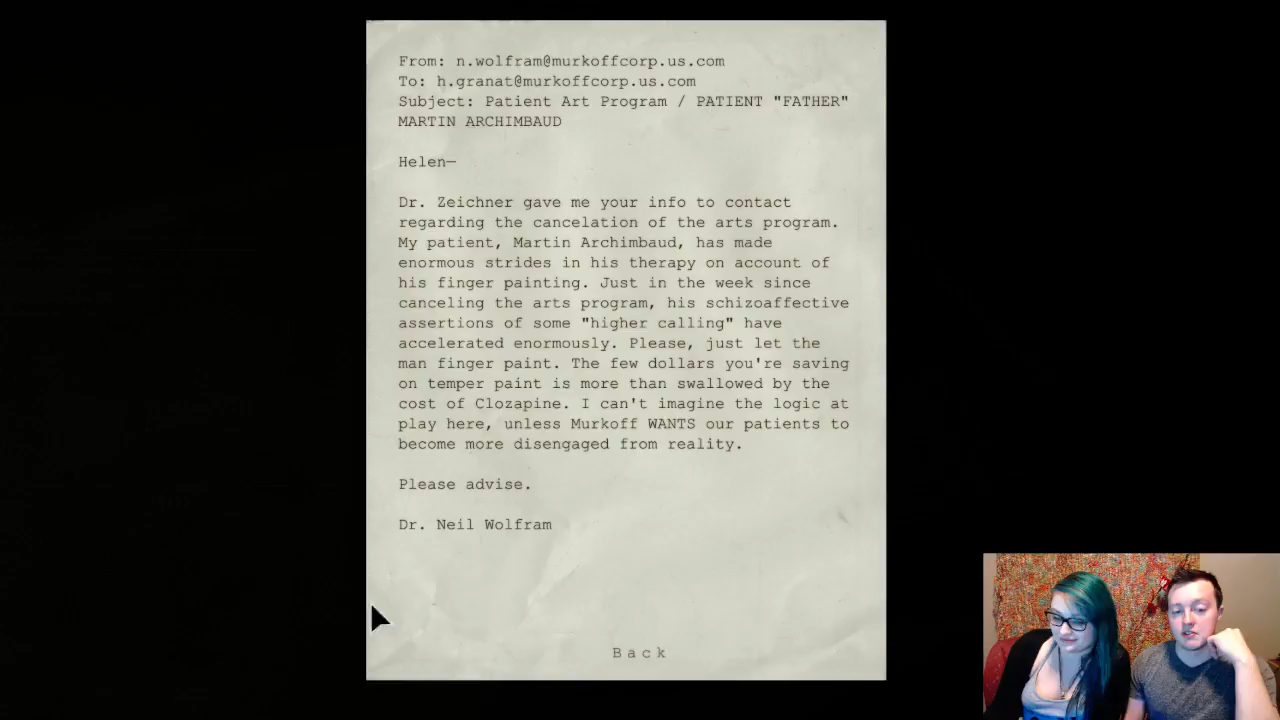 From: n.wolfram@murkoffcorp.us.com
To: h.granat@murkoffcorp.us.com
Subject: Patient Art Program / PATIENT "FATHER"
MARTIN ARCHIMBAUD
Helen—
Dr. Zeichner gave me your info to contact
regarding the cancelation of the arts program.
My patient, Martin Archimbaud, has made
enormous strides in his therapy on account of
his finger painting. Just in the week since
canceling the arts program, his schizoaffective
assertions of some "higher calling" have
accelerated enormously. Please, just let the
man finger paint. The few dollars you're saving
on temper paint is more than swallowed by the
cost of Clozapine. I can't imagine the logic at
play here, unless Murkoff WANTS our patients to
become more disengaged from reality.
Please advise.
Dr. Neil Wolfram
Back